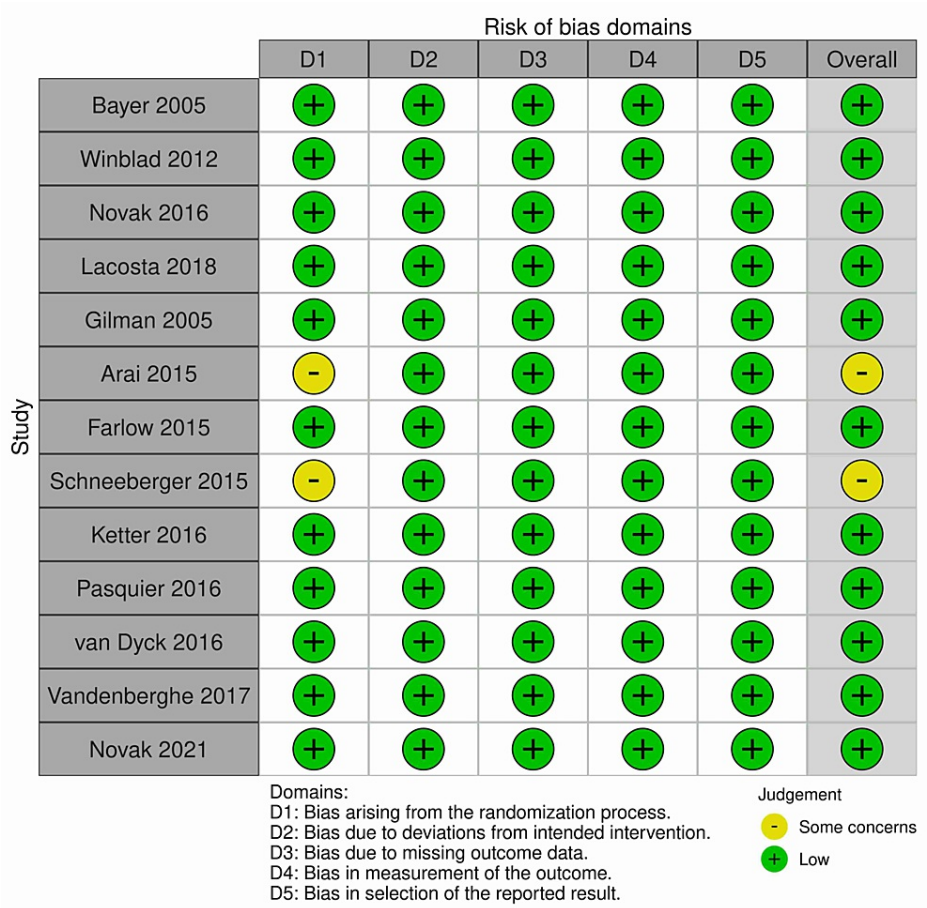 Risk of bias domains
D1 D2 D3 D4 D5 Overall
Study
Bayer 2005 + + + + + +
Winblad 2012 + + + + + +
Novak 2016 + + + + + +
Lacosta 2018 + + + + + +
Gilman 2005 + + + + + +
Arai 2015 - + + + + -
Farlow 2015 + + + + + +
Schneeberger 2015 - + + + + -
Ketter 2016 + + + + + +
Pasquier 2016 + + + + + +
van Dyck 2016 + + + + + +
Vandenberghe 2017 + + + + + +
Novak 2021 + + + + + +
Domains:
D1: Bias arising from the randomization process.
D2: Bias due to deviations from intended intervention.
D3: Bias due to missing outcome data.
D4: Bias in measurement of the outcome.
D5: Bias in selection of the reported result.
Judgement
- Some concerns
+ Low